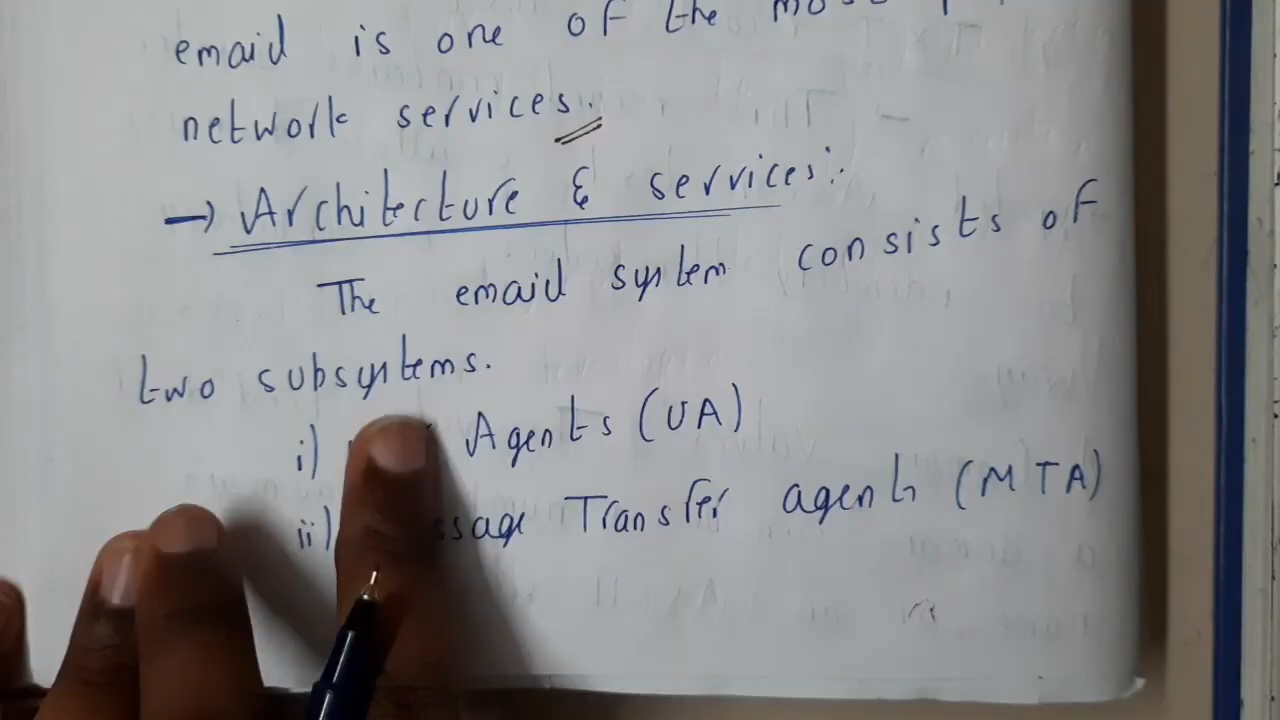 email is one of the
network services.
→ Architecture & services:-
The email system consists of
two subsystems.
i) Agents (UA)
ii) ssage Transfer agents (MTA)